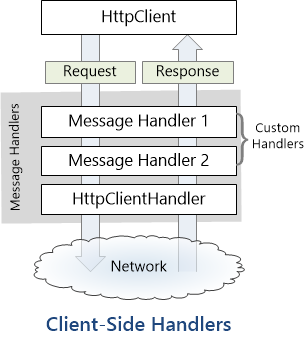 HttpClient
Request
Response
Message Handlers
Message Handler 1
Message Handler 2
Custom
Handlers
HttpClientHandler
Network
Client-Side Handlers